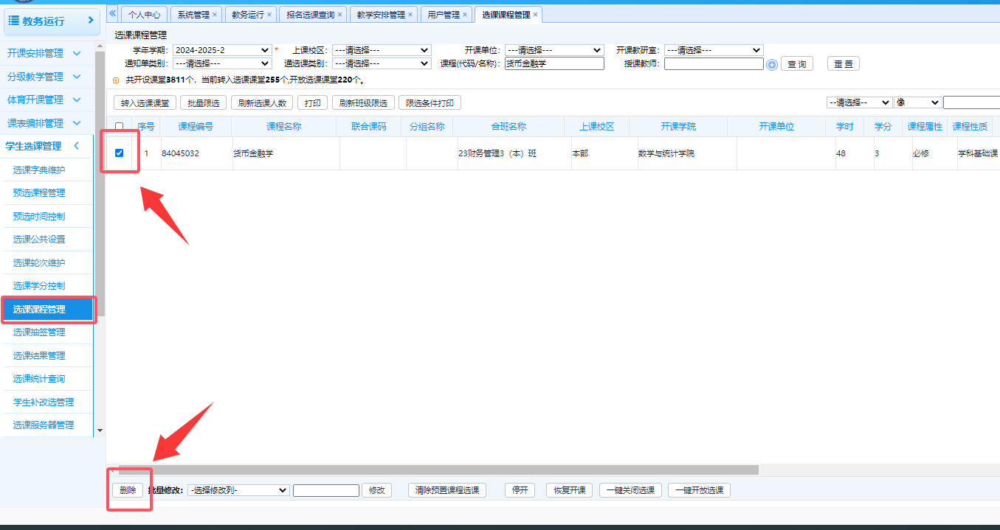 教务运行
个人中心 系统管理× 教务运行× 报名选课查询× 教学安排管理× 用户管理× 选课课程管理×
选课课程管理
学年学期: 2024-2025-2 * 上课校区: ---请选择--- 开课单位: ---请选择--- 开课教研室: ---请选择---
通知单类别: ---请选择--- 通选课类别: ---请选择--- 课程(代码/名称): 货币金融学 授课教师: 查 询 重 置
共开设课堂3811个，当前转入选课课堂255个,开放选课课堂220个。
转入选课课堂 批量限选 刷新选课人数 打印 刷新班级限选 限选条件打印 --请选择-- 像
序号 课程编号 课程名称 联合课码 分组名称 合班名称 上课校区 开课学院 开课单位 学时 学分 课程属性 课程性质
1 84045032 货币金融学 23财务管理3（本）班 本部 数学与统计学院 48 3 必修 学科基础课
开课安排管理
分级教学管理
体育开课管理
课表编排管理
学生选课管理
选课字典维护
预选课程管理
预选时间控制
选课公共设置
选课轮次维护
选课学分控制
选课课程管理
选课抽签管理
选课结果管理
选课统计查询
学生补改选管理
选课服务器管理
删除 批量修改: -选择修改列- 修改 清除预置课程选课 停开 恢复开课 一键关闭选课 一键开放选课